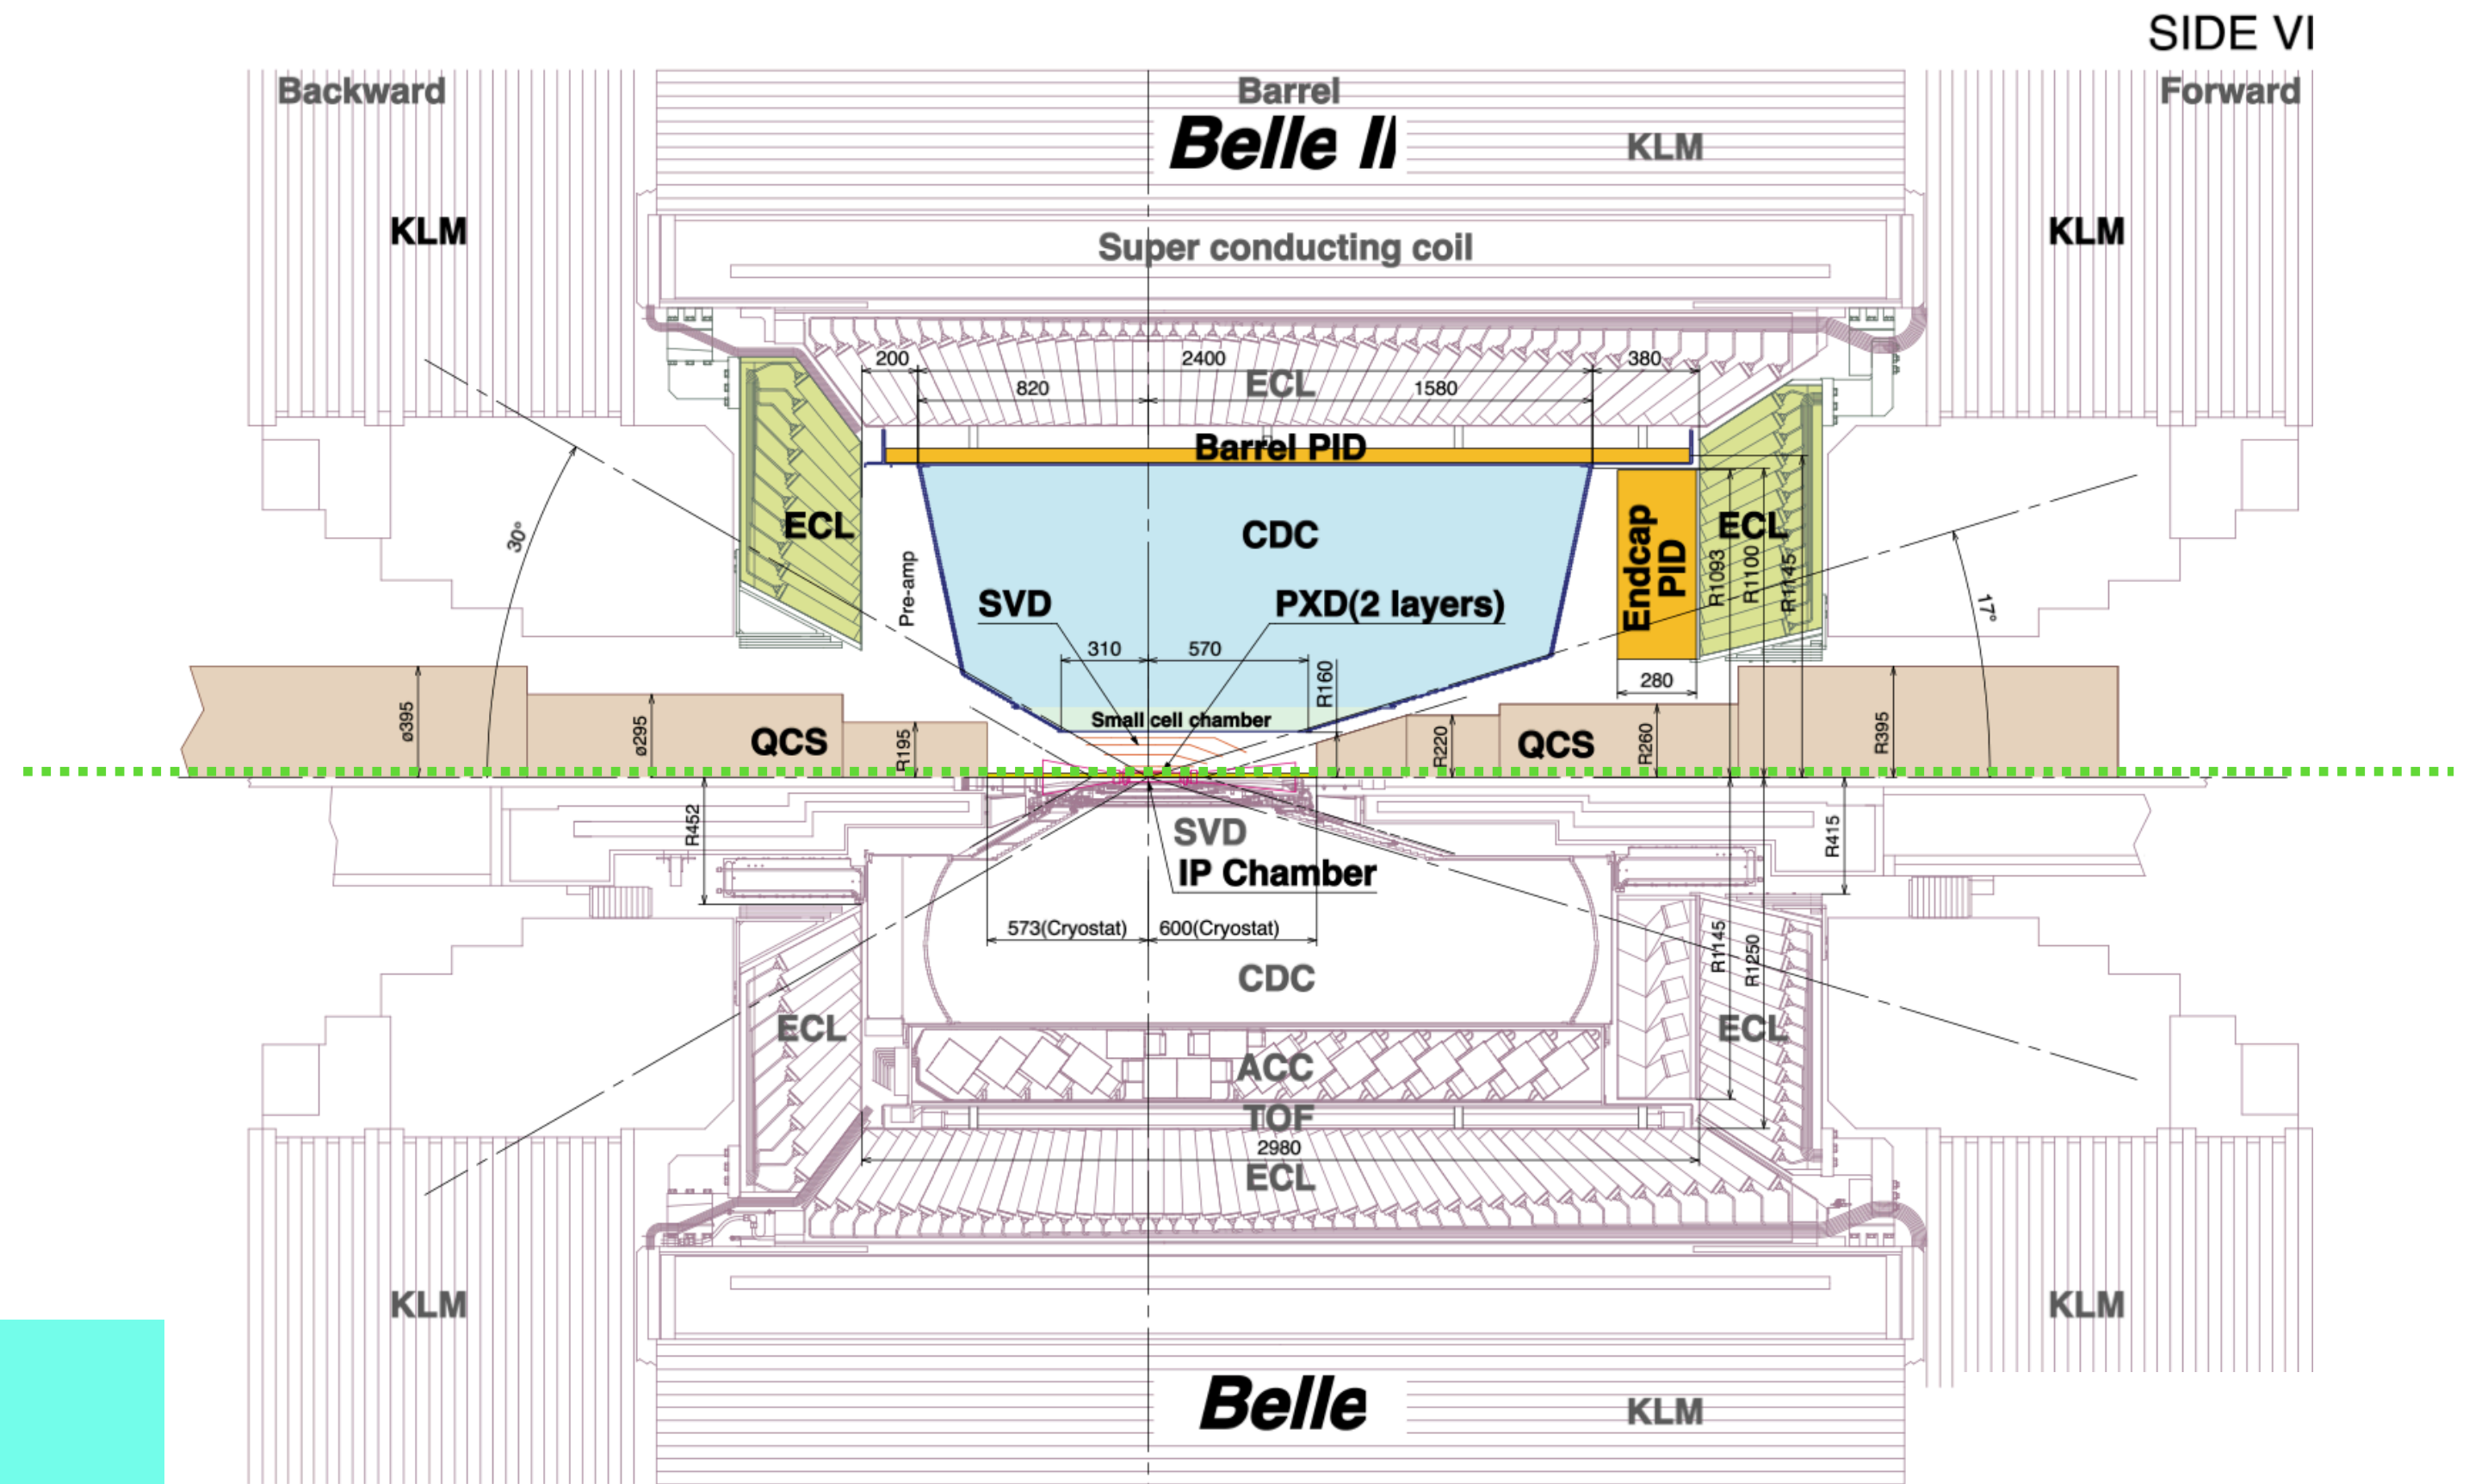 SIDE VI
Backward
Barrel
Forward
Belle II
KLM
KLM
KLM
Super conducting coil
200
2400
380
820
ECL
1580
Barrel PID
30°
ECL
Pre-amp
CDC
Endcap
PID
ECL
R1093
R1100
R1145
SVD
PXD(2 layers)
17°
310
570
R160
280
Small cell chamber
ø395
ø295
QCS
R195
R220
QCS
R260
R395
R452
SVD
R415
IP Chamber
573(Cryostat)
600(Cryostat)
R1145
R1250
CDC
ECL
ECL
ACC
TOF
2980
ECL
KLM
KLM
Belle
KLM